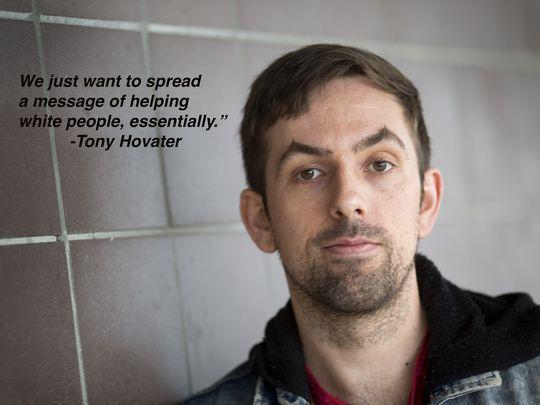 We just want to spread
a message of helping
white people, essentially.”
-Tony Hovater